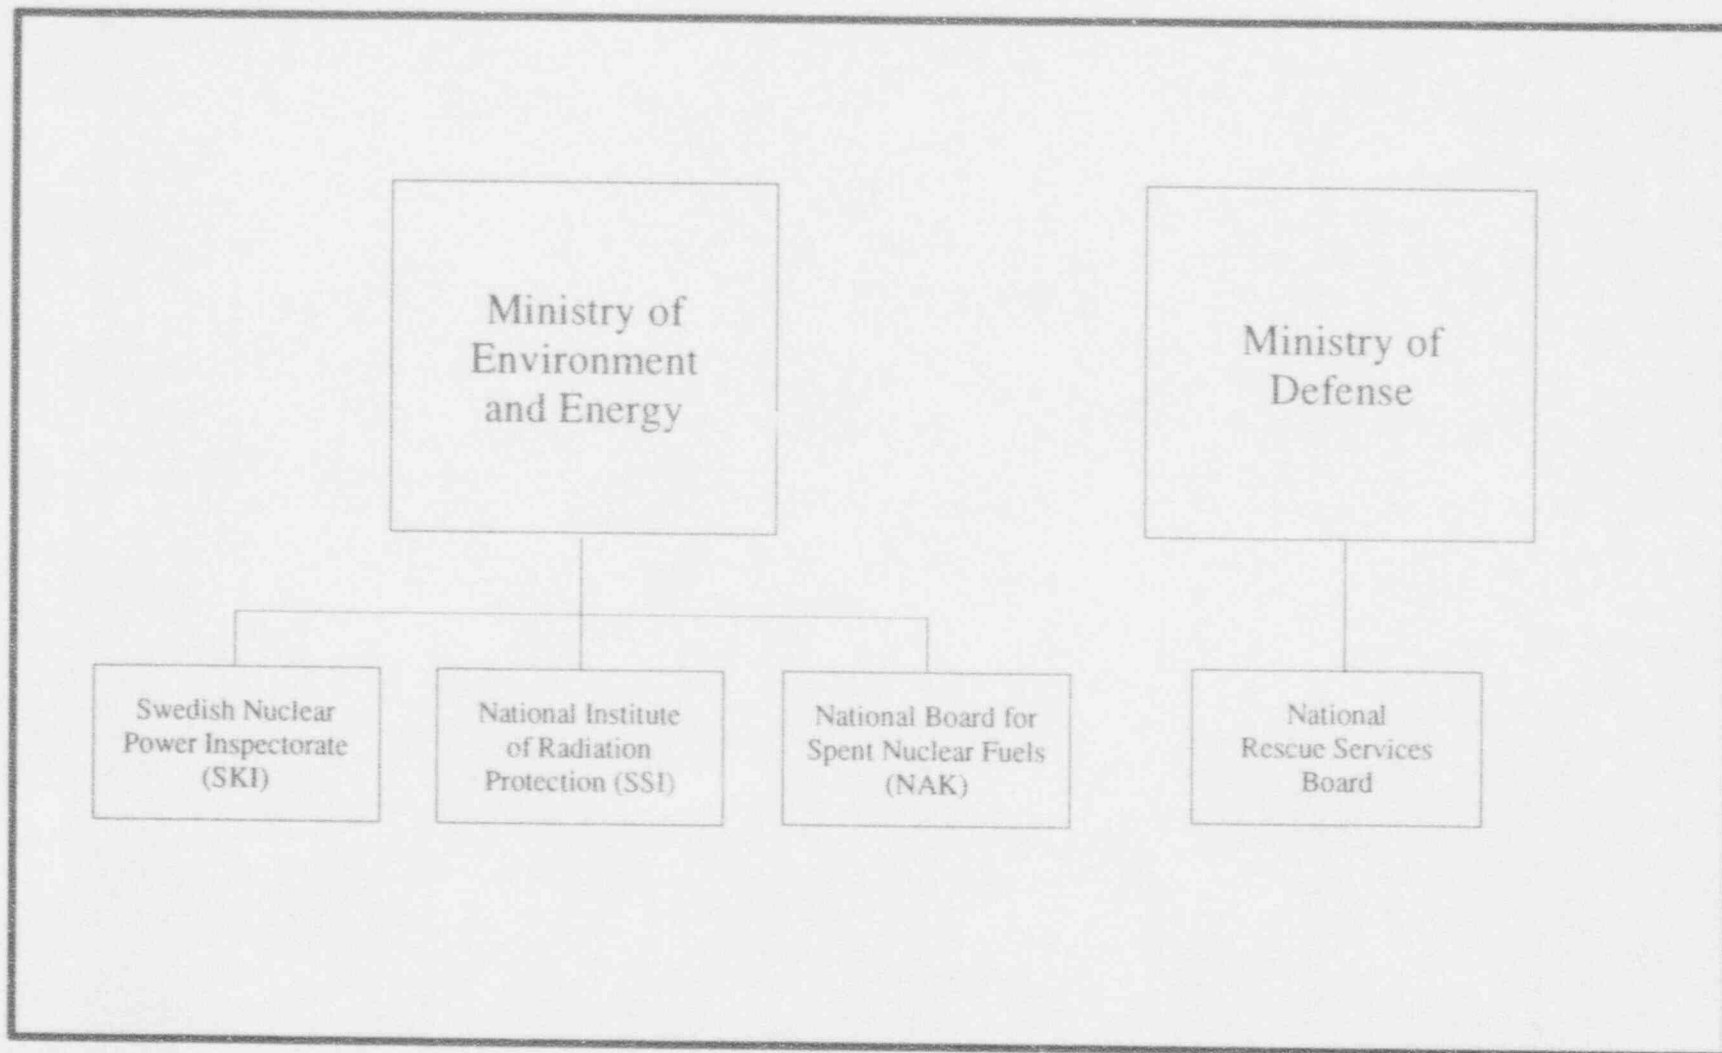 Ministry of
Environment
and Energy
Ministry of
Defense
Swedish Nuclear
Power Inspectorate
(SKI)
National Institute
of Radiation
Protection (SSI)
National Board for
Spent Nuclear Fuels
(NAK)
National
Rescue Services
Board